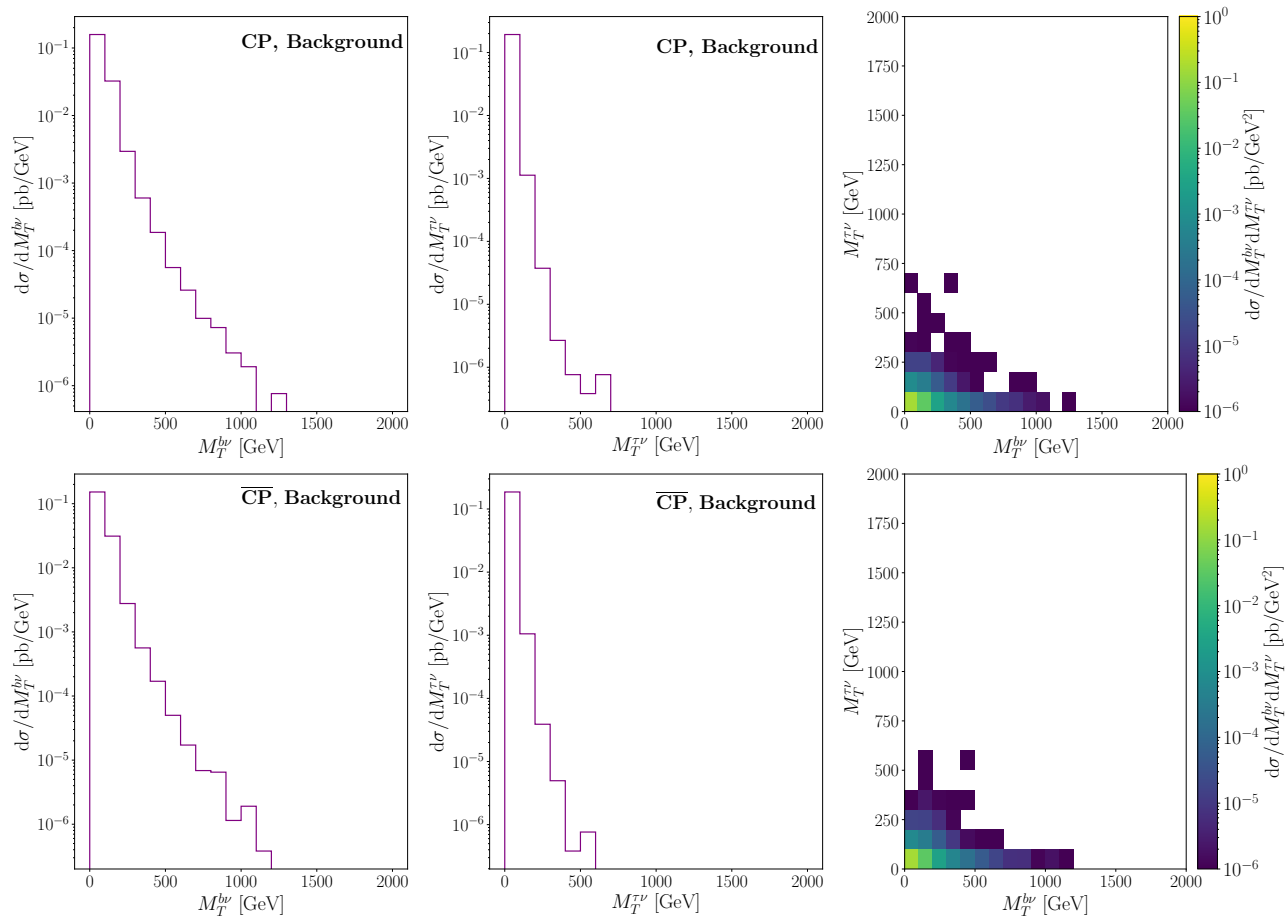 CP, Background
dσ/dM_T^{bν} [pb/GeV]
10^{-1}
10^{-2}
10^{-3}
10^{-4}
10^{-5}
10^{-6}
0 500 1000 1500 2000
M_T^{bν} [GeV]
CP, Background
dσ/dM_T^{τν} [pb/GeV]
10^{-1}
10^{-2}
10^{-3}
10^{-4}
10^{-5}
10^{-6}
0 500 1000 1500 2000
M_T^{τν} [GeV]
M_T^{τν} [GeV]
2000
1750
1500
1250
1000
750
500
250
0
0 500 1000 1500 2000
M_T^{bν} [GeV]
10^{0}
10^{-1}
10^{-2}
10^{-3}
10^{-4}
10^{-5}
10^{-6}
dσ/dM_T^{bν}dM_T^{τν} [pb/GeV^2]
C̅P̅, Background
dσ/dM_T^{bν} [pb/GeV]
10^{-1}
10^{-2}
10^{-3}
10^{-4}
10^{-5}
10^{-6}
0 500 1000 1500 2000
M_T^{bν} [GeV]
C̅P̅, Background
dσ/dM_T^{τν} [pb/GeV]
10^{-1}
10^{-2}
10^{-3}
10^{-4}
10^{-5}
10^{-6}
0 500 1000 1500 2000
M_T^{τν} [GeV]
M_T^{τν} [GeV]
2000
1750
1500
1250
1000
750
500
250
0
0 500 1000 1500 2000
M_T^{bν} [GeV]
10^{0}
10^{-1}
10^{-2}
10^{-3}
10^{-4}
10^{-5}
10^{-6}
dσ/dM_T^{bν}dM_T^{τν} [pb/GeV^2]